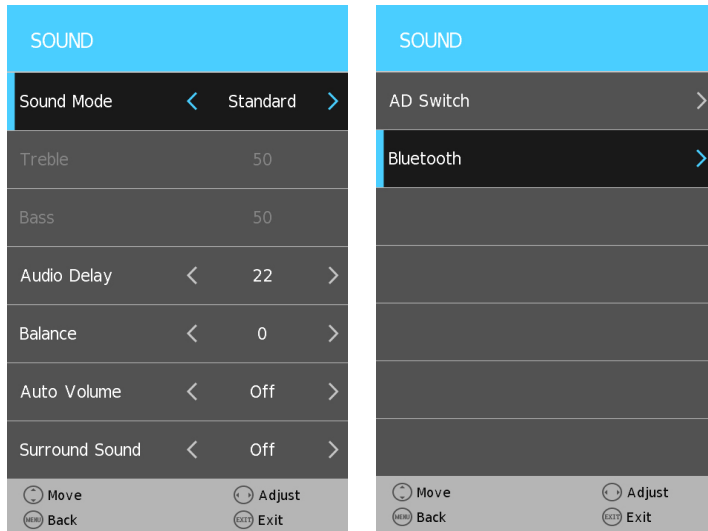 SOUND
Sound Mode Standard
Treble 50
Bass 50
Audio Delay 22
Balance 0
Auto Volume Off
Surround Sound Off
Move Adjust
MENU Back EXIT Exit
SOUND
AD Switch
Bluetooth
Move Adjust
MENU Back EXIT Exit